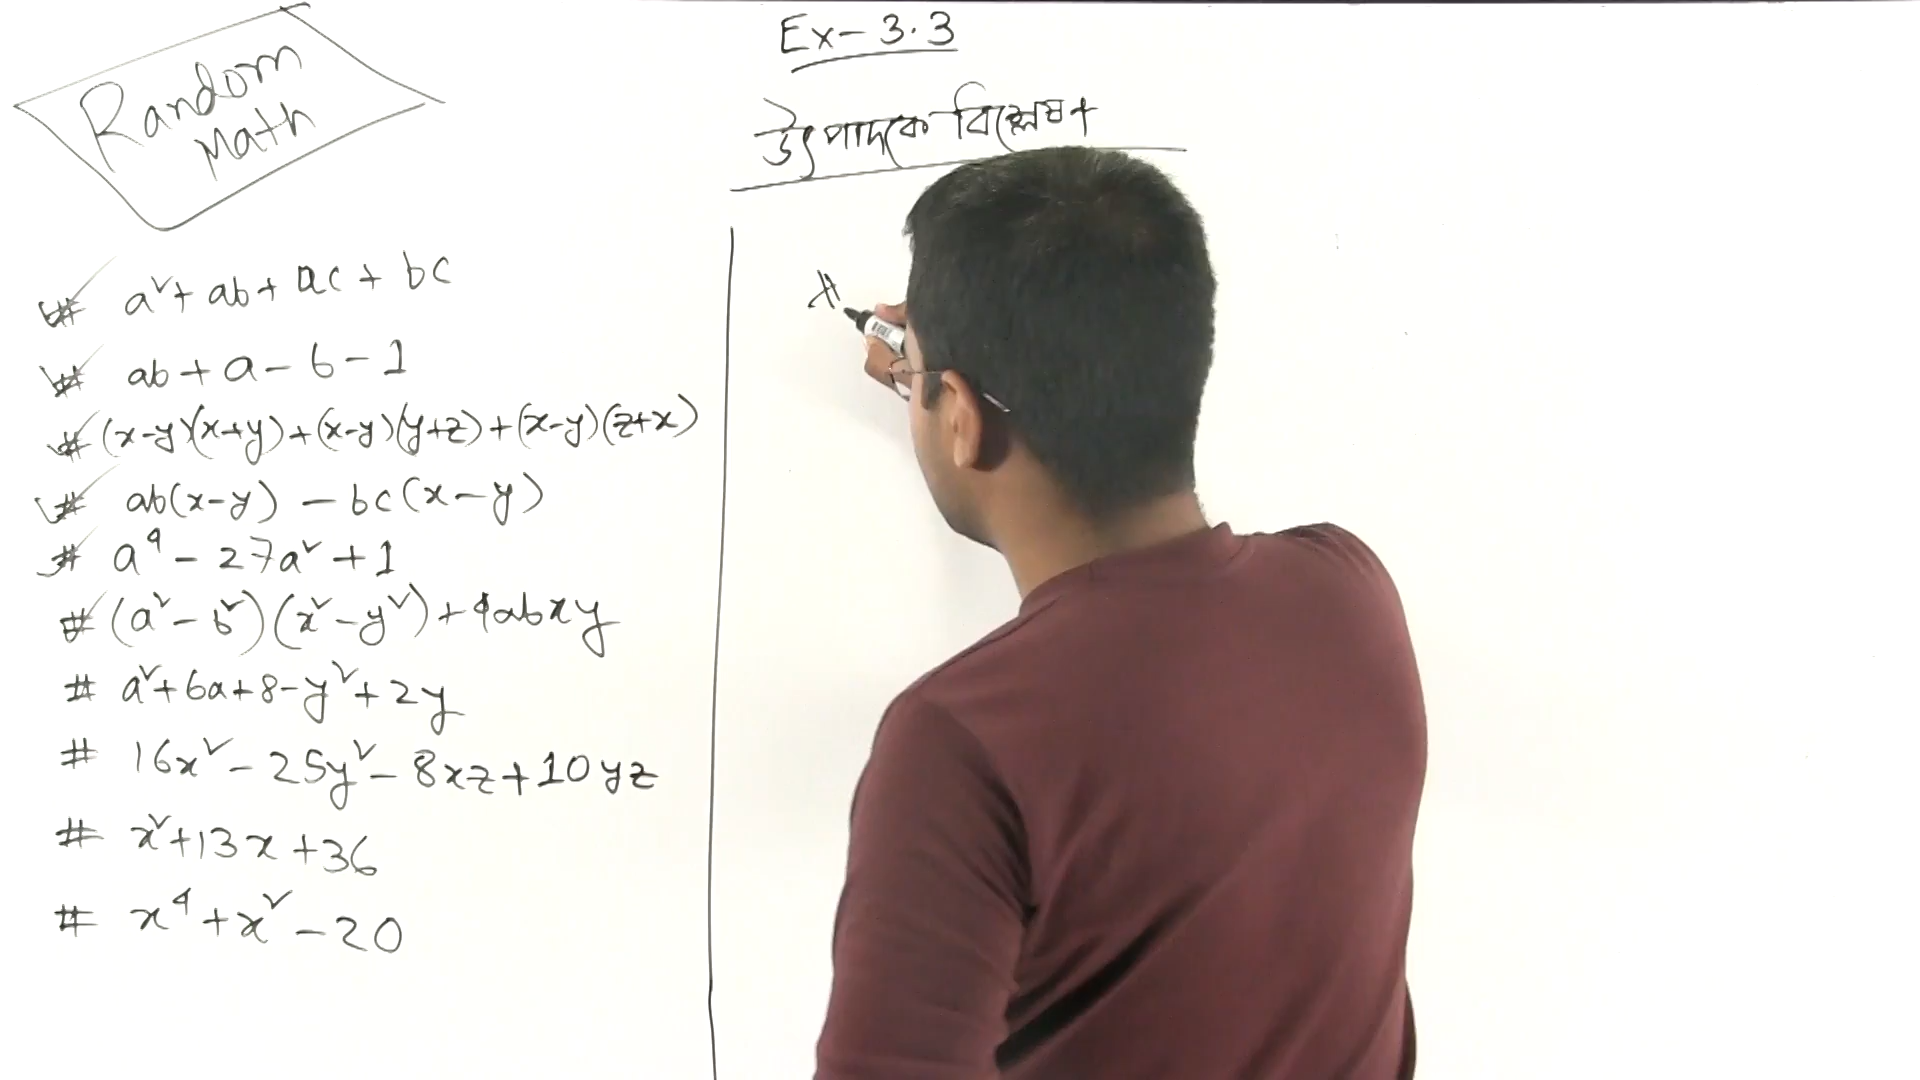 Random
Math
Ex-3.3
উৎপাদকে বিশ্লেষণ
# a²+ab+ac+bc
# ab+a-b-1
# (x-y)(x+y)+(x-y)(y+z)+(x-y)(z+x)
# ab(x-y) - bc(x-y)
# a⁴-27a²+1
# (a²-b²)(x²-y²)+4abxy
# a²+6a+8-y²+2y
# 16x²-25y²-8xz+10yz
# x²+13x+36
# x⁴+x²-20
#